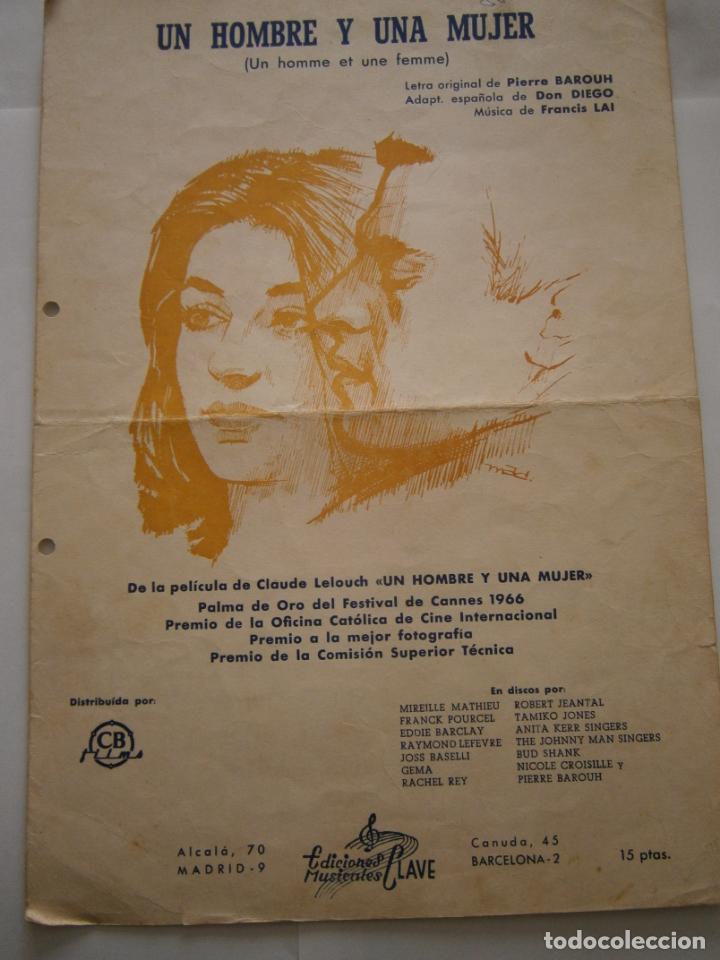 UN HOMBRE Y UNA MUJER
(Un homme et une femme)
Letra original de Pierre BAROUH
Adapt. española de Don DIEGO
Música de Francis LAI
mad.
De la película de Claude Lelouch «UN HOMBRE Y UNA MUJER»
Palma de Oro del Festival de Cannes 1966
Premio de la Oficina Católica de Cine Internacional
Premio a la mejor fotografía
Premio de la Comisión Superior Técnica
Distribuída por:
CB
films
En discos por:
MIREILLE MATHIEU
FRANCK POURCEL
EDDIE BARCLAY
RAYMOND LEFEVRE
JOSS BASELLI
GEMA
RACHEL REY
ROBERT JEANTAL
TAMIKO JONES
ANITA KERR SINGERS
THE JOHNNY MAN SINGERS
BUD SHANK
NICOLE CROISILLE y
PIERRE BAROUH
Alcalá, 70
MADRID - 9
Ediciones
Musicales CLAVE
Canuda, 45
BARCELONA - 2
15 ptas.
todocoleccion
todocoleccion.net